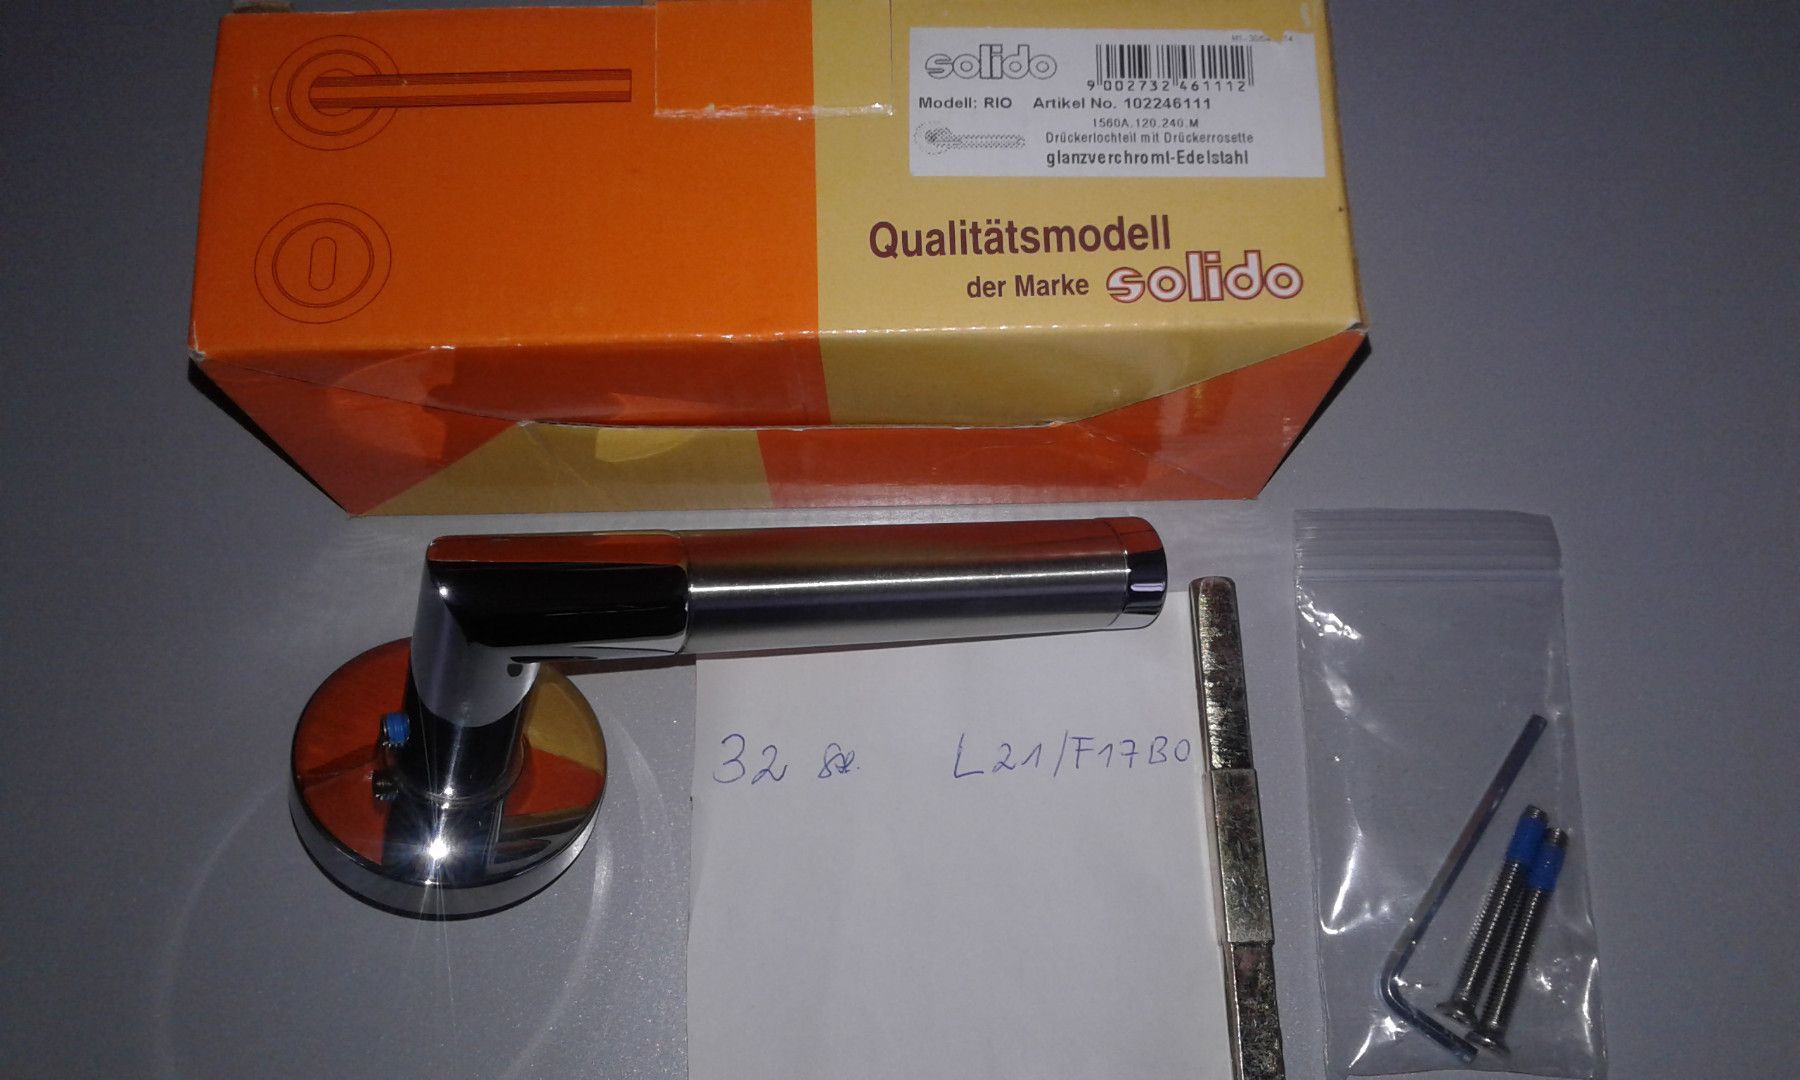 solido
9 002732 461112
Modell: RIO Artikel No. 102246111
1560A.120.240.M
Drückerlochteil mit Drückerrosette
glanzverchromt-Edelstahl
Qualitätsmodell
der Marke solido
32 L21/F17B0